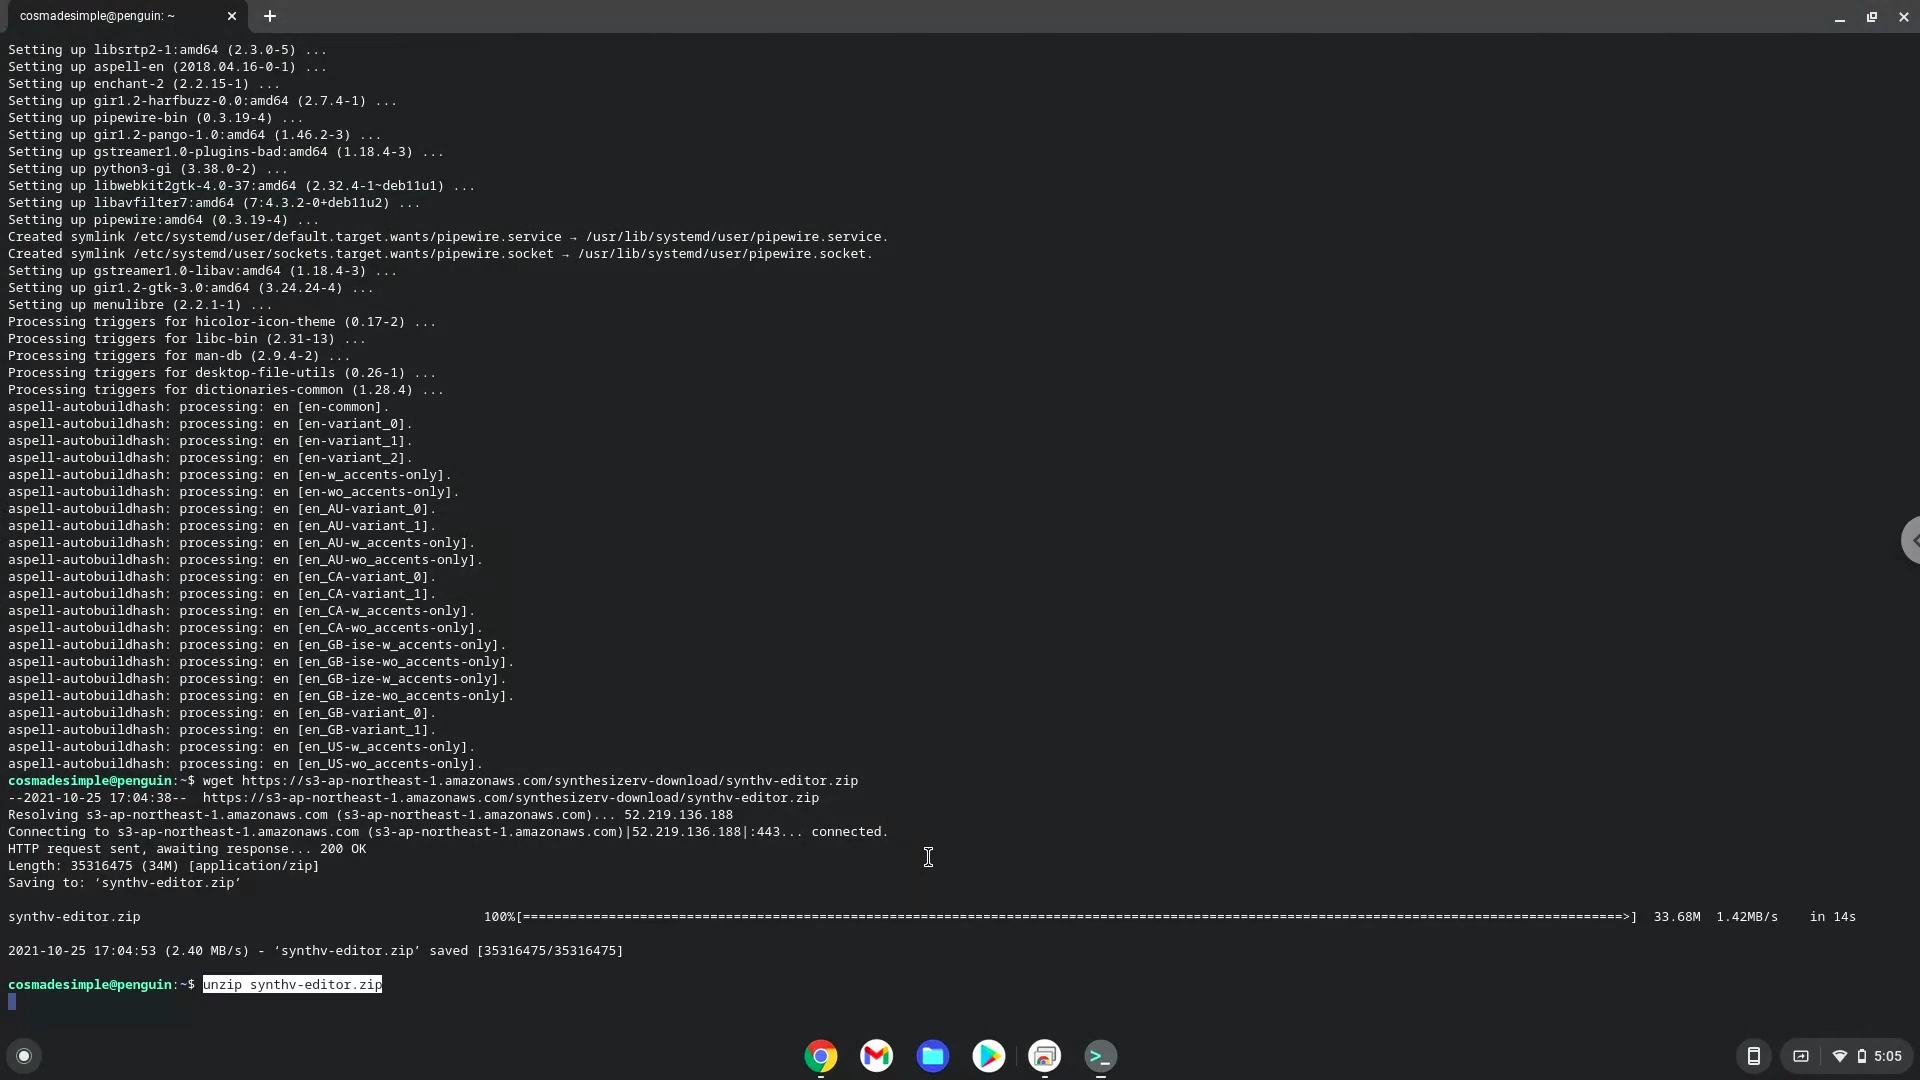 cosmadesimple@penguin: ~
Setting up libsrtp2-1:amd64 (2.3.0-5) ...
Setting up aspell-en (2018.04.16-0-1) ...
Setting up enchant-2 (2.2.15-1) ...
Setting up gir1.2-harfbuzz-0.0:amd64 (2.7.4-1) ...
Setting up pipewire-bin (0.3.19-4) ...
Setting up gir1.2-pango-1.0:amd64 (1.46.2-3) ...
Setting up gstreamer1.0-plugins-bad:amd64 (1.18.4-3) ...
Setting up python3-gi (3.38.0-2) ...
Setting up libwebkit2gtk-4.0-37:amd64 (2.32.4-1~deb11u1) ...
Setting up libavfilter7:amd64 (7:4.3.2-0+deb11u2) ...
Setting up pipewire:amd64 (0.3.19-4) ...
Created symlink /etc/systemd/user/default.target.wants/pipewire.service → /usr/lib/systemd/user/pipewire.service.
Created symlink /etc/systemd/user/sockets.target.wants/pipewire.socket → /usr/lib/systemd/user/pipewire.socket.
Setting up gstreamer1.0-libav:amd64 (1.18.4-3) ...
Setting up gir1.2-gtk-3.0:amd64 (3.24.24-4) ...
Setting up menulibre (2.2.1-1) ...
Processing triggers for hicolor-icon-theme (0.17-2) ...
Processing triggers for libc-bin (2.31-13) ...
Processing triggers for man-db (2.9.4-2) ...
Processing triggers for desktop-file-utils (0.26-1) ...
Processing triggers for dictionaries-common (1.28.4) ...
aspell-autobuildhash: processing: en [en-common].
aspell-autobuildhash: processing: en [en-variant_0].
aspell-autobuildhash: processing: en [en-variant_1].
aspell-autobuildhash: processing: en [en-variant_2].
aspell-autobuildhash: processing: en [en-w_accents-only].
aspell-autobuildhash: processing: en [en-wo_accents-only].
aspell-autobuildhash: processing: en [en_AU-variant_0].
aspell-autobuildhash: processing: en [en_AU-variant_1].
aspell-autobuildhash: processing: en [en_AU-w_accents-only].
aspell-autobuildhash: processing: en [en_AU-wo_accents-only].
aspell-autobuildhash: processing: en [en_CA-variant_0].
aspell-autobuildhash: processing: en [en_CA-variant_1].
aspell-autobuildhash: processing: en [en_CA-w_accents-only].
aspell-autobuildhash: processing: en [en_CA-wo_accents-only].
aspell-autobuildhash: processing: en [en_GB-ise-w_accents-only].
aspell-autobuildhash: processing: en [en_GB-ise-wo_accents-only].
aspell-autobuildhash: processing: en [en_GB-ize-w_accents-only].
aspell-autobuildhash: processing: en [en_GB-ize-wo_accents-only].
aspell-autobuildhash: processing: en [en_GB-variant_0].
aspell-autobuildhash: processing: en [en_GB-variant_1].
aspell-autobuildhash: processing: en [en_US-w_accents-only].
aspell-autobuildhash: processing: en [en_US-wo_accents-only].
cosmadesimple@penguin:~$ wget https://s3-ap-northeast-1.amazonaws.com/synthesizerv-download/synthv-editor.zip
--2021-10-25 17:04:38--  https://s3-ap-northeast-1.amazonaws.com/synthesizerv-download/synthv-editor.zip
Resolving s3-ap-northeast-1.amazonaws.com (s3-ap-northeast-1.amazonaws.com)... 52.219.136.188
Connecting to s3-ap-northeast-1.amazonaws.com (s3-ap-northeast-1.amazonaws.com)|52.219.136.188|:443... connected.
HTTP request sent, awaiting response... 200 OK
Length: 35316475 (34M) [application/zip]
Saving to: ‘synthv-editor.zip’
synthv-editor.zip 100%[=============================================================================================================================================>] 33.68M 1.42MB/s in 14s
2021-10-25 17:04:53 (2.40 MB/s) - ‘synthv-editor.zip’ saved [35316475/35316475]
cosmadesimple@penguin:~$ unzip synthv-editor.zip
5:05